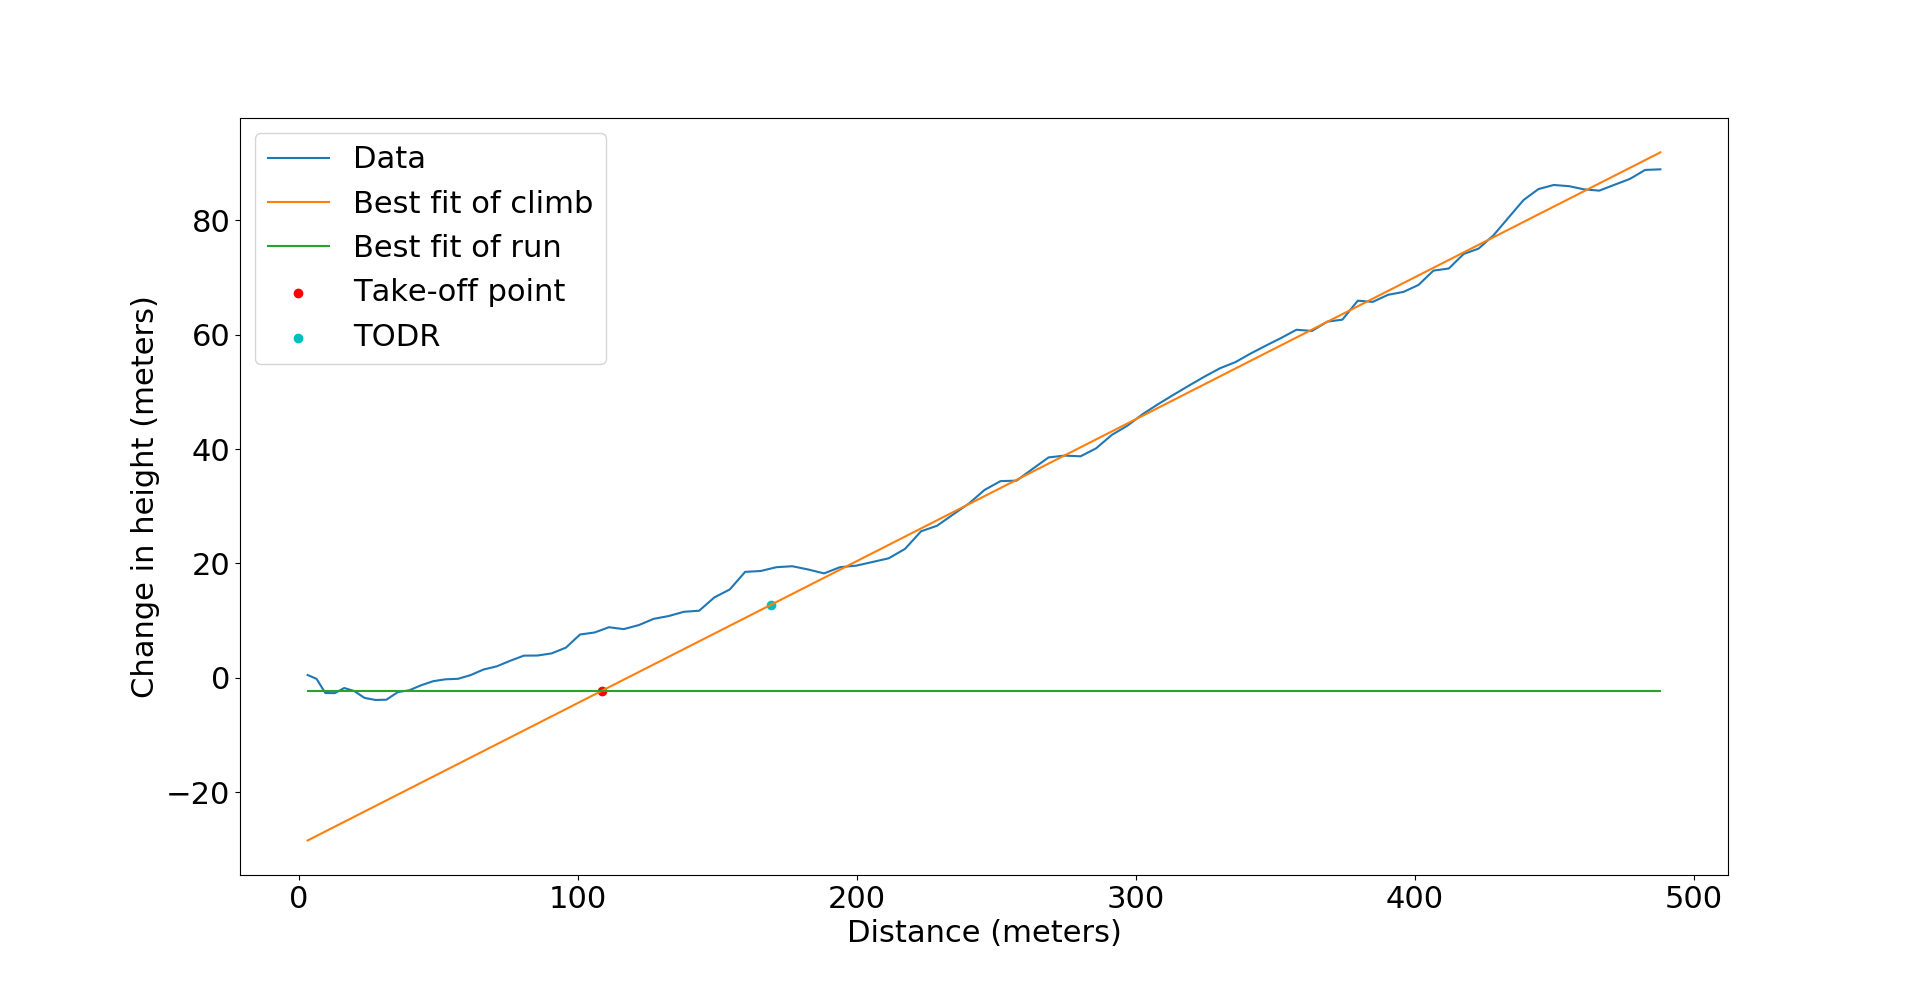 Data
Best fit of climb
Best fit of run
Take-off point
TODR
80
60
40
20
0
−20
Change in height (meters)
0 100 200 300 400 500
Distance (meters)